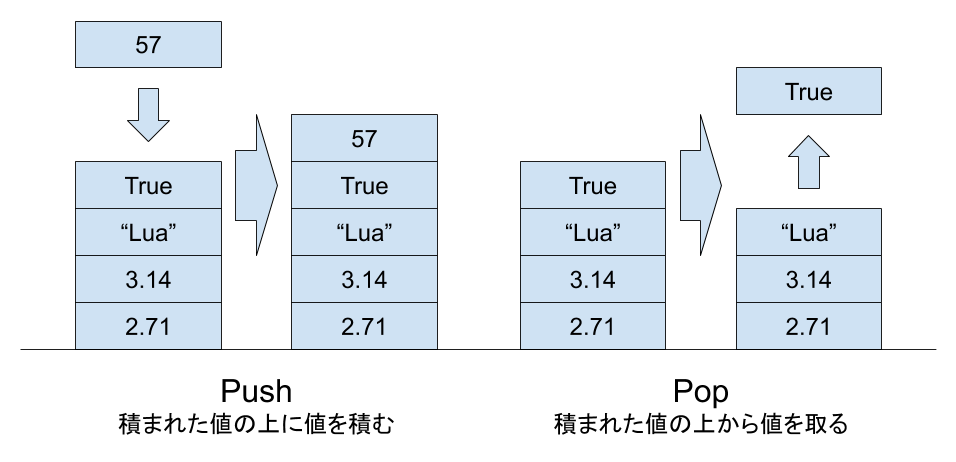 57
True
“Lua”
3.14
2.71
57
True
“Lua”
3.14
2.71
Push
積まれた値の上に値を積む
True
“Lua”
3.14
2.71
True
“Lua”
3.14
2.71
Pop
積まれた値の上から値を取る